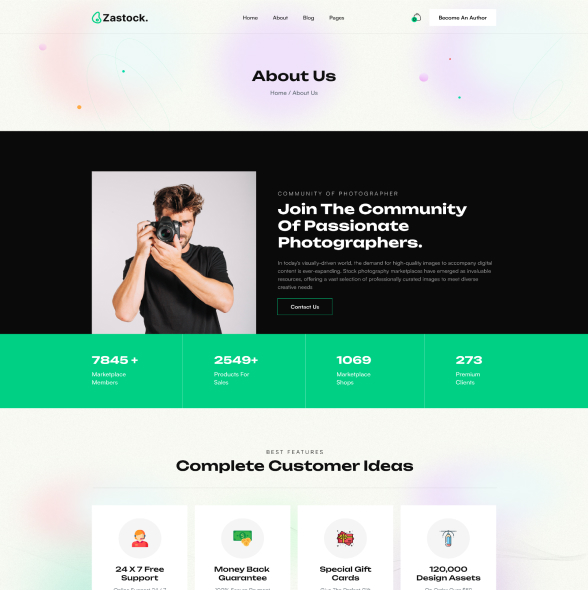 Zastock.
Home About Blog Pages
Become An Author
About Us
Home / About Us
COMMUNITY OF PHOTOGRAPHER
Join The Community
Of Passionate
Photographers.
In today's visually-driven world, the demand for high-quality images to accompany digital
content is ever-expanding. Stock photography marketplaces have emerged as invaluable
resources, offering a vast selection of professionally curated images to meet diverse
creative needs.
Contact Us
7845 +
Marketplace
Members
2549+
Products For
Sales
1069
Marketplace
Shops
273
Premium
Clients
BEST FEATURES
Complete Customer Ideas
24 X 7 Free
Support
Money Back
Guarantee
Special Gift
Cards
120,000
Design Assets